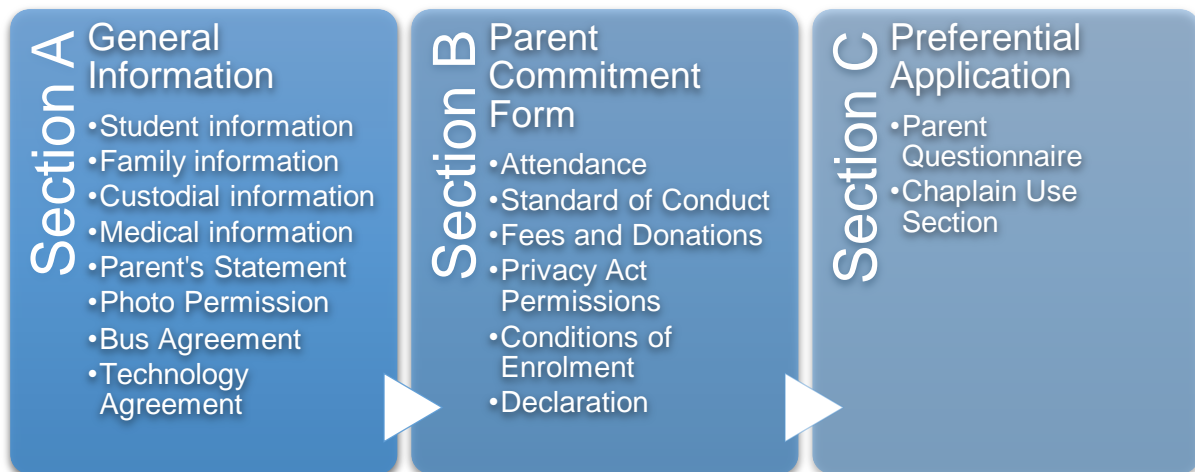 Section A
General
Information
•Student information
•Family information
•Custodial information
•Medical information
•Parent's Statement
•Photo Permission
•Bus Agreement
•Technology
Agreement
Section B
Parent
Commitment
Form
•Attendance
•Standard of Conduct
•Fees and Donations
•Privacy Act
Permissions
•Conditions of
Enrolment
•Declaration
Section C
Preferential
Application
•Parent
Questionnaire
•Chaplain Use
Section